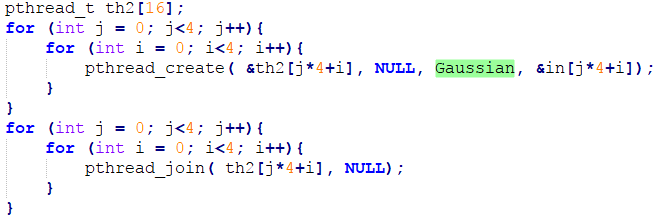 pthread_t th2[16];
for (int j = 0; j<4; j++){
    for (int i = 0; i<4; i++){
        pthread_create( &th2[j*4+i], NULL, Gaussian, &in[j*4+i]);
    }
}
for (int j = 0; j<4; j++){
    for (int i = 0; i<4; i++){
        pthread_join( th2[j*4+i], NULL);
    }
}